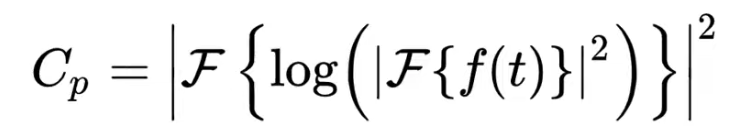 C_p = |ℱ{log(|ℱ{f(t)}|²)}|²